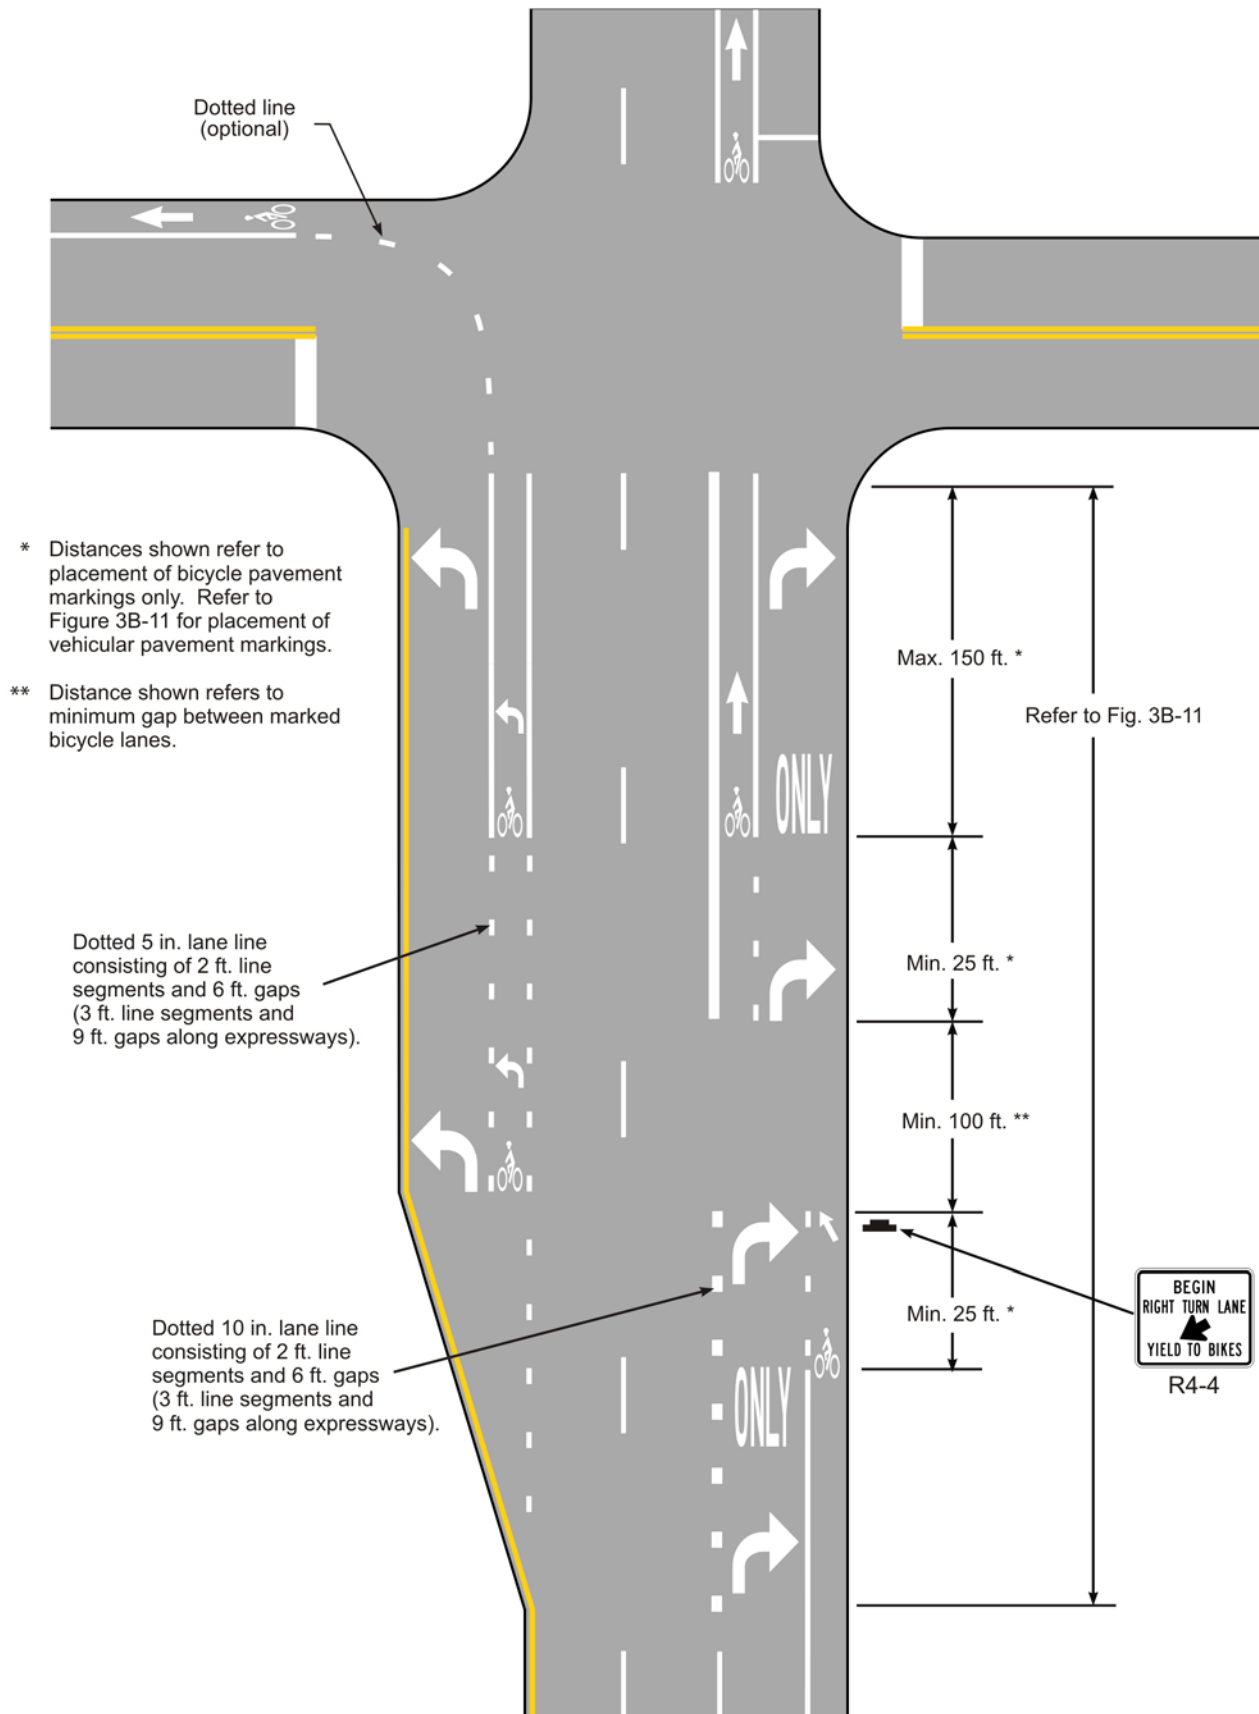 Dotted line
(optional)
* Distances shown refer to
placement of bicycle pavement
markings only. Refer to
Figure 3B-11 for placement of
vehicular pavement markings.
** Distance shown refers to
minimum gap between marked
bicycle lanes.
Max. 150 ft. *
Refer to Fig. 3B-11
ONLY
Dotted 5 in. lane line
consisting of 2 ft. line
segments and 6 ft. gaps
(3 ft. line segments and
9 ft. gaps along expressways).
Min. 25 ft. *
Min. 100 ft. **
Min. 25 ft. *
BEGIN
RIGHT TURN LANE
YIELD TO BIKES
R4-4
Dotted 10 in. lane line
consisting of 2 ft. line
segments and 6 ft. gaps
(3 ft. line segments and
9 ft. gaps along expressways).
ONLY